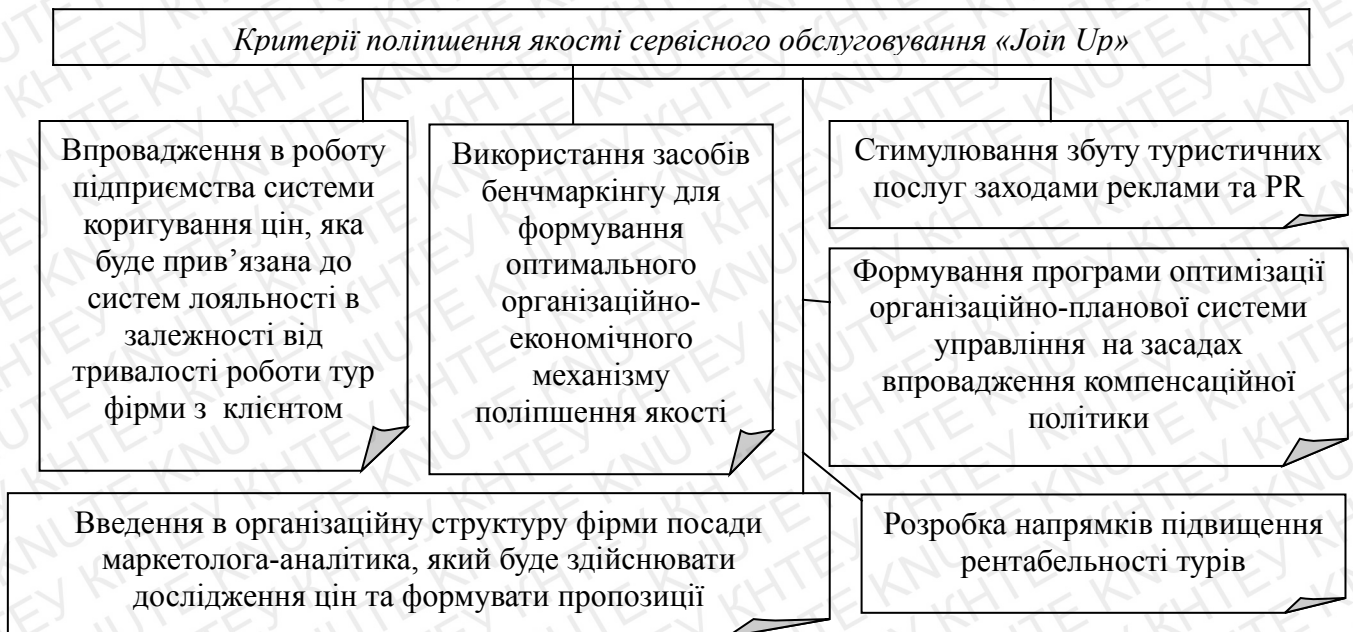 Критерії поліпшення якості сервісного обслуговування «Join Up»
Впровадження в роботу
підприємства системи
коригування цін, яка
буде прив’язана до
систем лояльності в
залежності від
тривалості роботи тур
фірми з клієнтом
Використання засобів
бенчмаркінгу для
формування
оптимального
організаційно-
економічного
механізму
поліпшення якості
Стимулювання збуту туристичних
послуг заходами реклами та PR
Формування програми оптимізації
організаційно-планової системи
управління на засадах
впровадження компенсаційної
політики
Введення в організаційну структуру фірми посади
маркетолога-аналітика, який буде здійснювати
дослідження цін та формувати пропозиції
Розробка напрямків підвищення
рентабельності турів